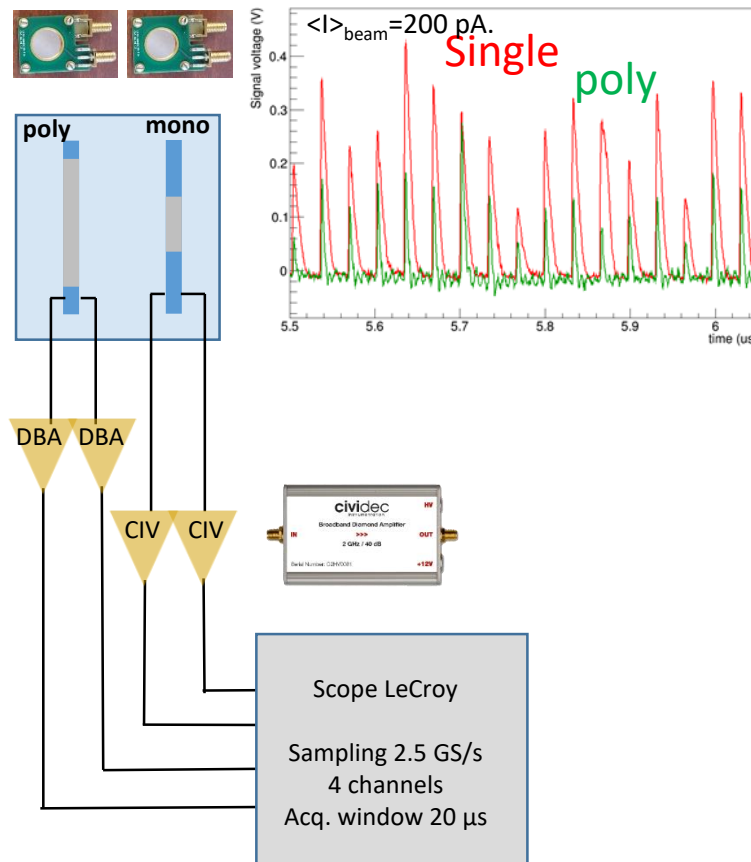 <I>beam=200 pA.
Single
poly
Signal voltage (V)
0.4
0.3
0.2
0.1
0
5.5
5.6
5.7
5.8
5.9
6
time (us
poly
mono
DBA
DBA
CIV
CIV
cividec
Broadband Diamond Amplifier
HV
IN
>>>
OUT
2 GHz / 40 dB
+12V
Scope LeCroy
Sampling 2.5 GS/s
4 channels
Acq. window 20 µs